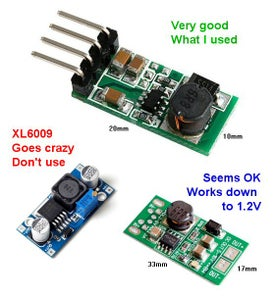 Very good
What I used
20mm
10mm
XL6009
Goes crazy
Don't use
Seems OK
Works down
to 1.2V
33mm
17mm
OUT-